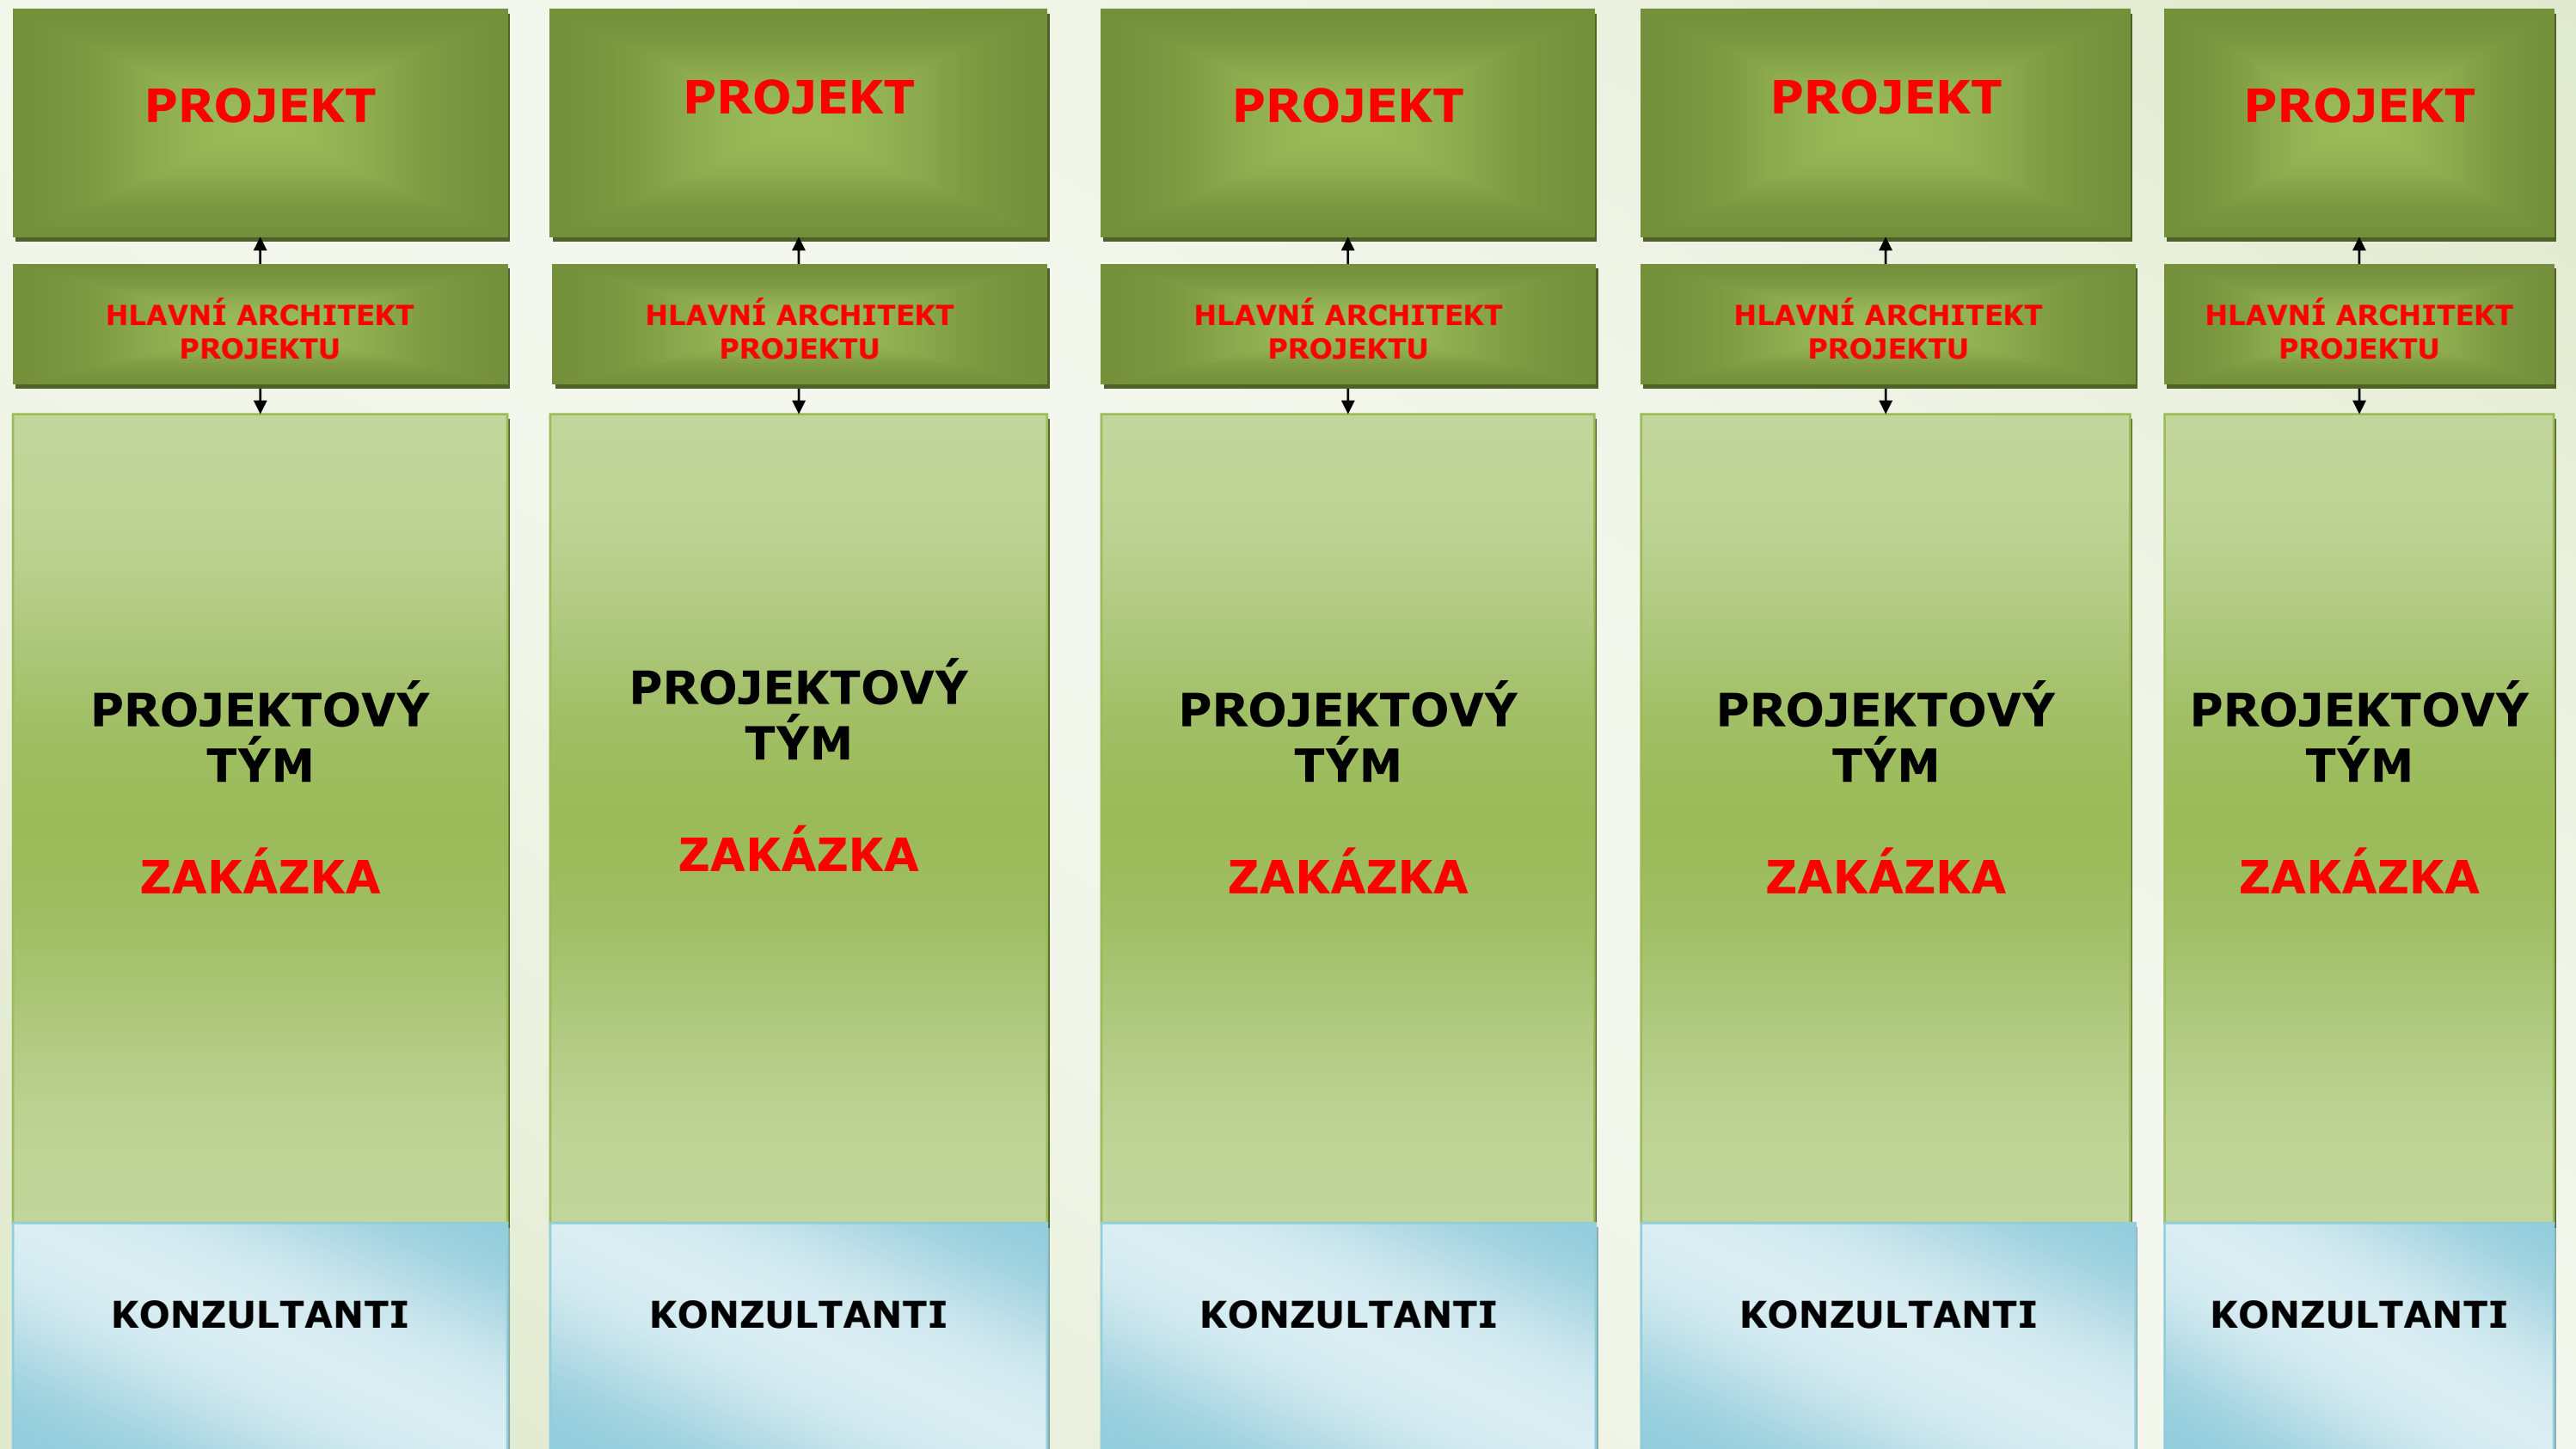 PROJEKT
PROJEKT
PROJEKT
PROJEKT
PROJEKT
HLAVNÍ ARCHITEKT
PROJEKTU
HLAVNÍ ARCHITEKT
PROJEKTU
HLAVNÍ ARCHITEKT
PROJEKTU
HLAVNÍ ARCHITEKT
PROJEKTU
HLAVNÍ ARCHITEKT
PROJEKTU
PROJEKTOVÝ
TÝM
ZAKÁZKA
PROJEKTOVÝ
TÝM
ZAKÁZKA
PROJEKTOVÝ
TÝM
ZAKÁZKA
PROJEKTOVÝ
TÝM
ZAKÁZKA
PROJEKTOVÝ
TÝM
ZAKÁZKA
KONZULTANTI
KONZULTANTI
KONZULTANTI
KONZULTANTI
KONZULTANTI